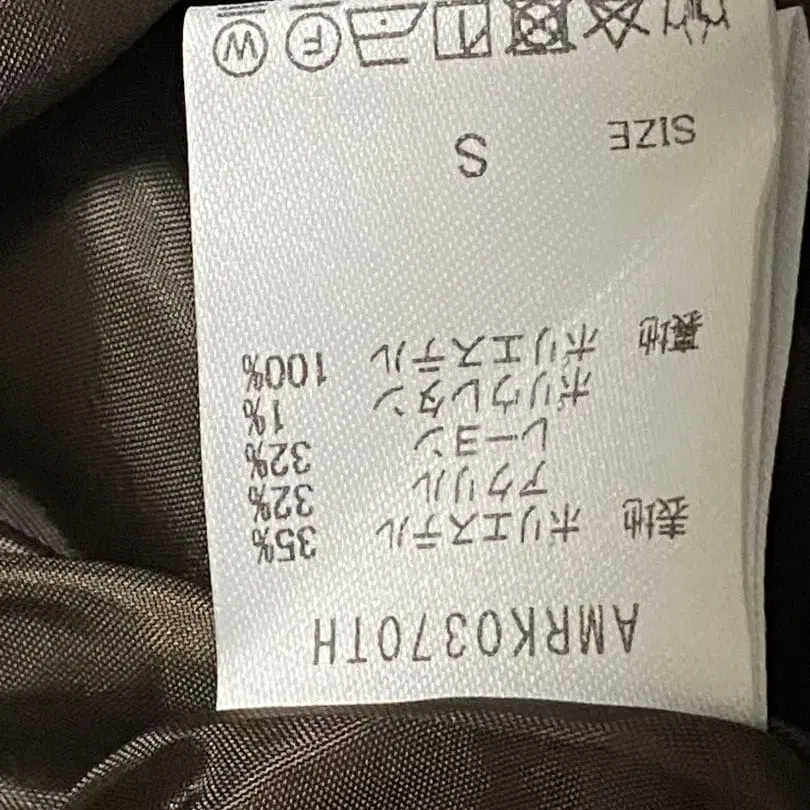 AMRK0370TH
表地 ポリエステル 35%
アクリル 32%
レーヨン 32%
ポリウレタン 1%
裏地 ポリエステル 100%
SIZE S
F W